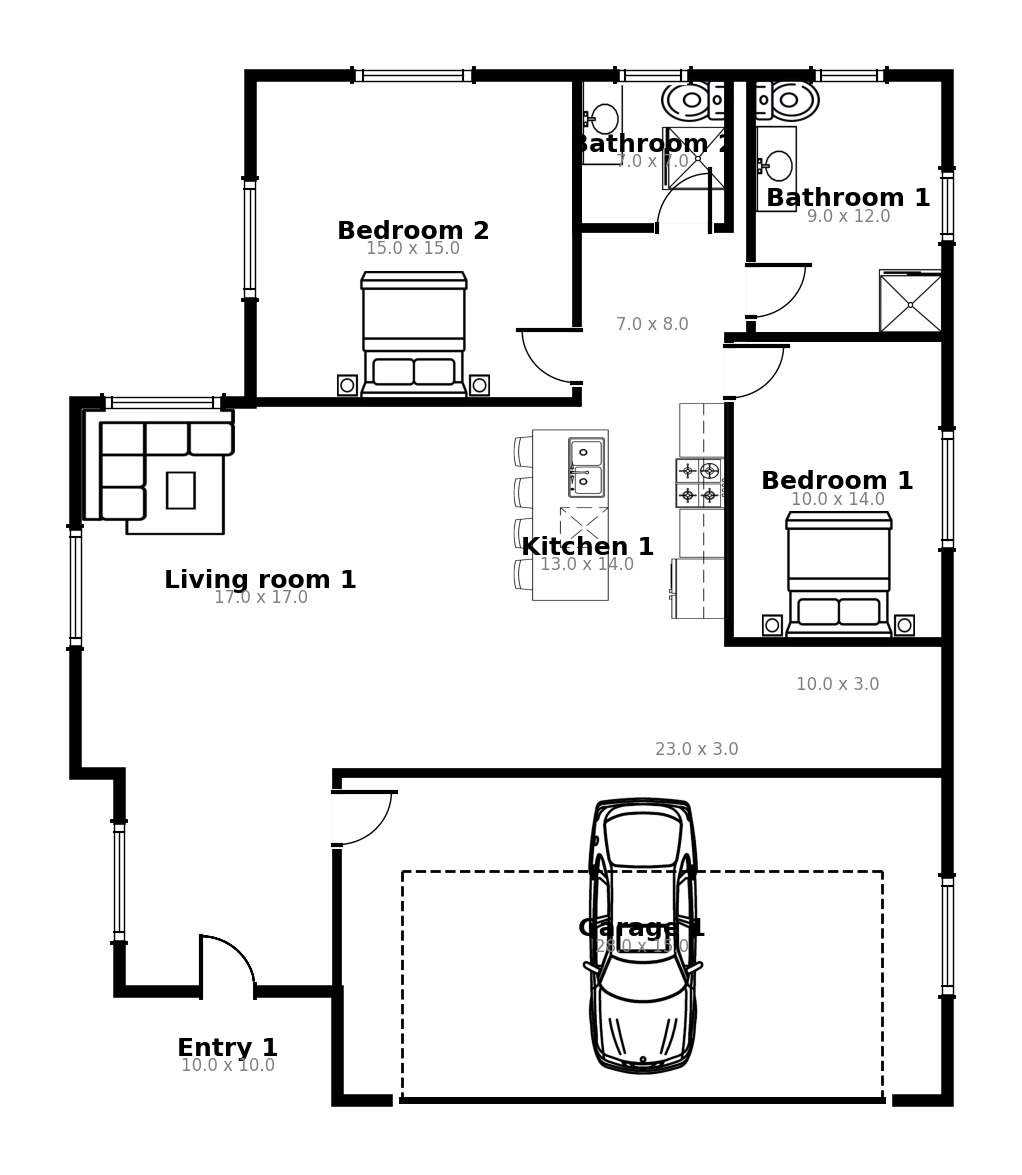 Bathroom 2
7.0 x 7.0
Bathroom 1
9.0 x 12.0
Bedroom 2
15.0 x 15.0
7.0 x 8.0
Bedroom 1
10.0 x 14.0
Kitchen 1
13.0 x 14.0
Living room 1
17.0 x 17.0
10.0 x 3.0
23.0 x 3.0
Garage 1
28.0 x 15.0
Entry 1
10.0 x 10.0